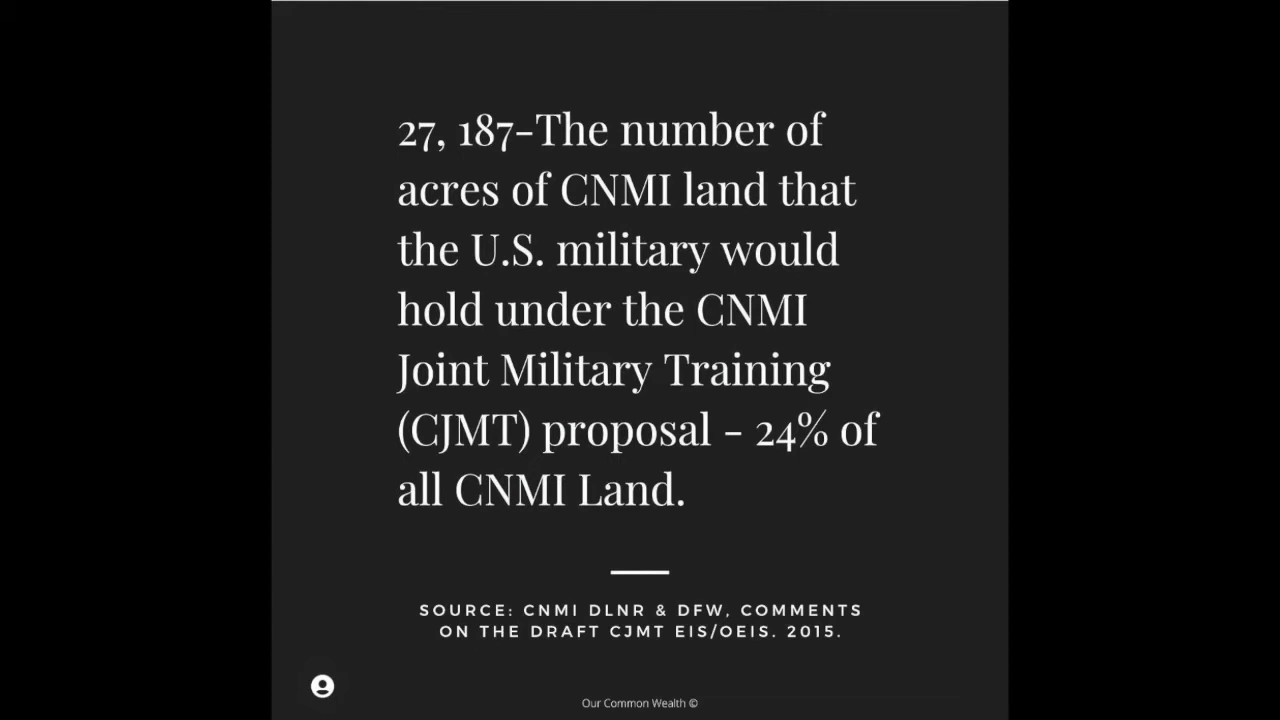 27, 187-The number of
acres of CNMI land that
the U.S. military would
hold under the CNMI
Joint Military Training
(CJMT) proposal - 24% of
all CNMI Land.
SOURCE: CNMI DLNR & DFW, COMMENTS
ON THE DRAFT CJMT EIS/OEIS. 2015.
Our Common Wealth ©